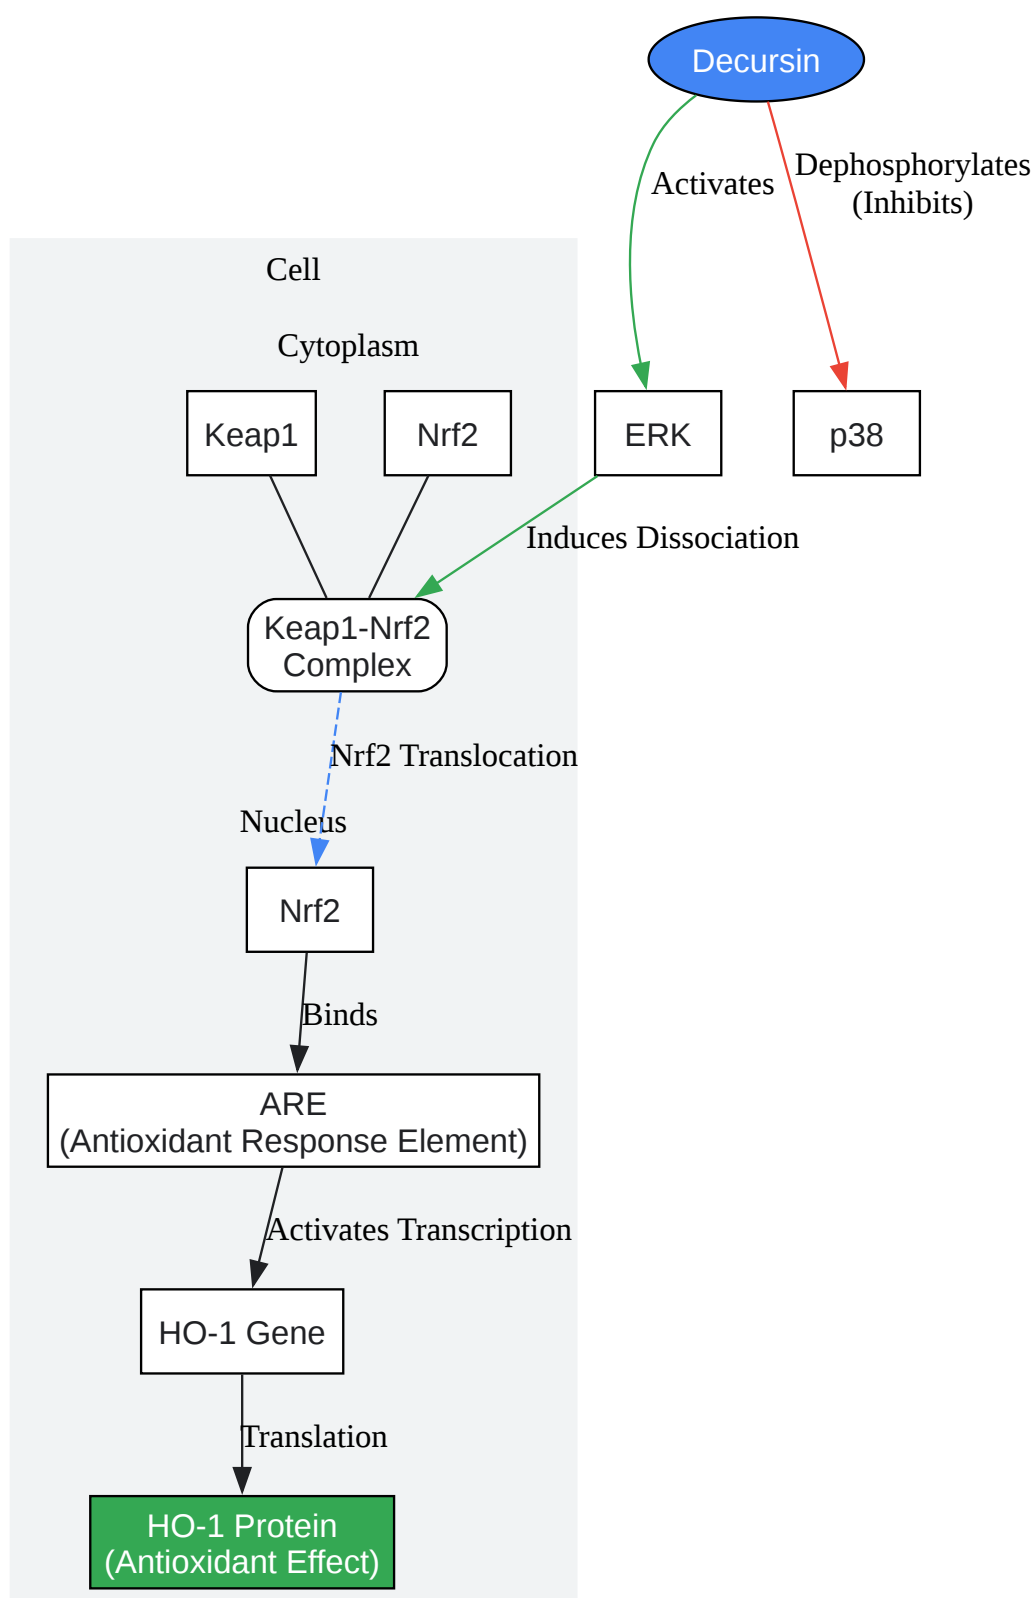 Decursin
Activates
Dephosphorylates
(Inhibits)
Cell
Cytoplasm
Keap1
Nrf2
ERK
p38
Induces Dissociation
Keap1-Nrf2
Complex
Nrf2 Translocation
Nucleus
Nrf2
Binds
ARE
(Antioxidant Response Element)
Activates Transcription
HO-1 Gene
Translation
HO-1 Protein
(Antioxidant Effect)